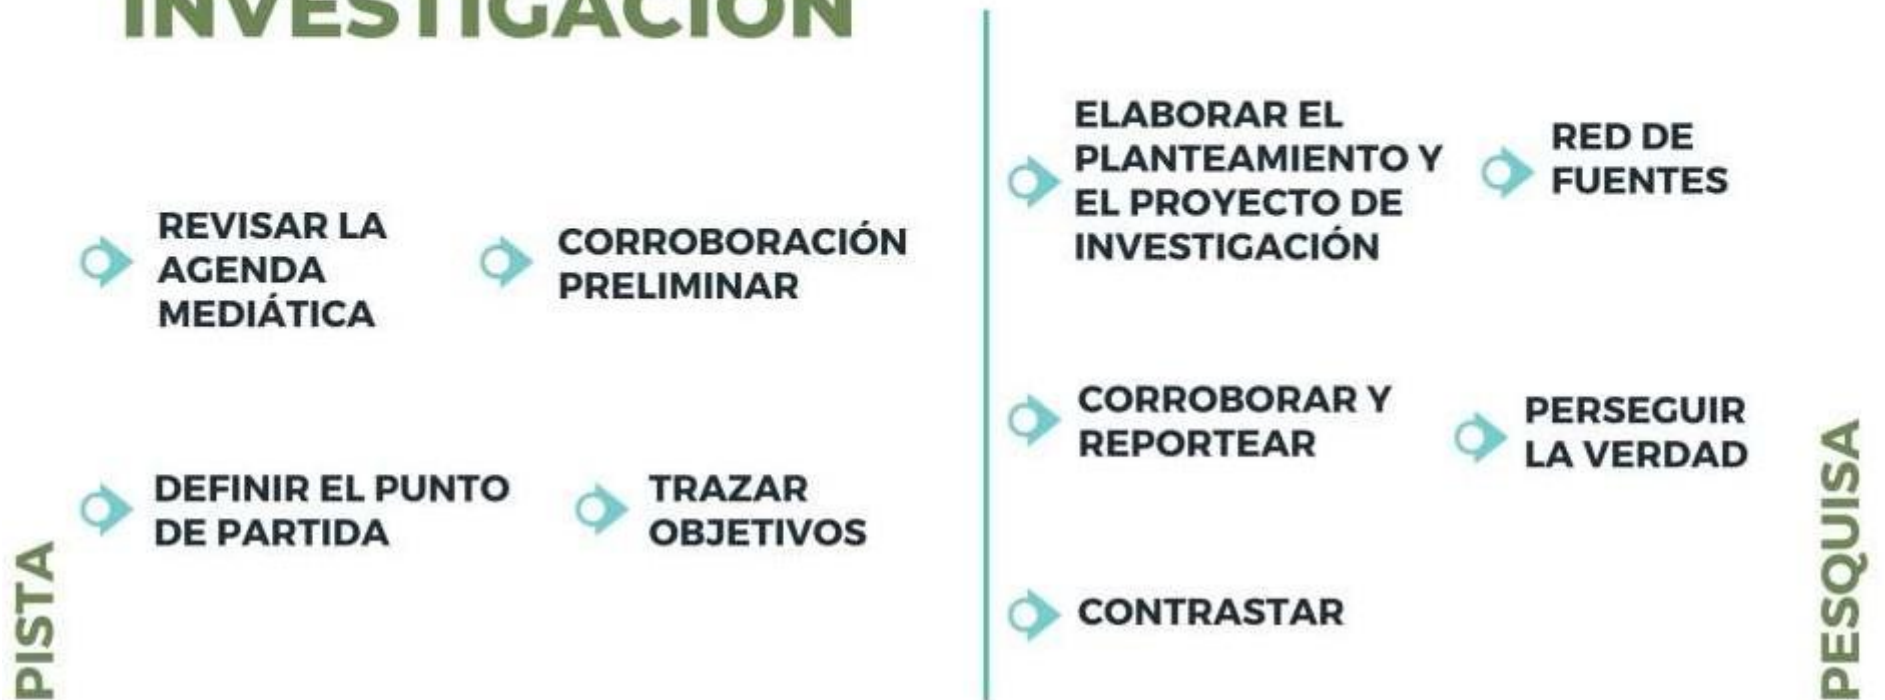 INVESTIGACIÓN
REVISAR LA
AGENDA
MEDIÁTICA
CORROBORACIÓN
PRELIMINAR
DEFINIR EL PUNTO
DE PARTIDA
TRAZAR
OBJETIVOS
PISTA
ELABORAR EL
PLANTEAMIENTO Y
EL PROYECTO DE
INVESTIGACIÓN
RED DE
FUENTES
CORROBORAR Y
REPORTEAR
PERSEGUIR
LA VERDAD
CONTRASTAR
PESQUISA